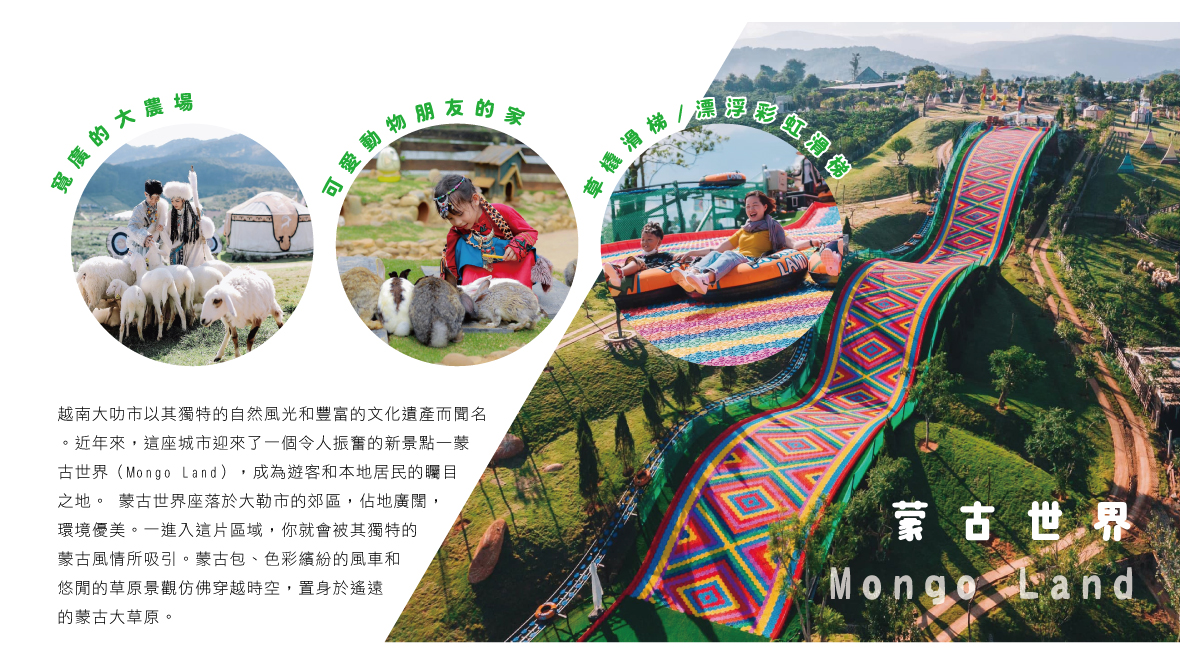 寬廣的大農場
可愛動物朋友的家
草橇滑梯/漂浮彩虹滑梯
越南大叻市以其獨特的自然風光和豐富的文化遺產而聞名
。近年來，這座城市迎來了一個令人振奮的新景點—蒙
古世界（Mongo Land），成為遊客和本地居民的矚目
之地。 蒙古世界座落於大勒市的郊區，佔地廣闊，
環境優美。一進入這片區域，你就會被其獨特的
蒙古風情所吸引。蒙古包、色彩繽紛的風車和
悠閒的草原景觀仿佛穿越時空，置身於遙遠
的蒙古大草原。
蒙古世界
Mongo Land